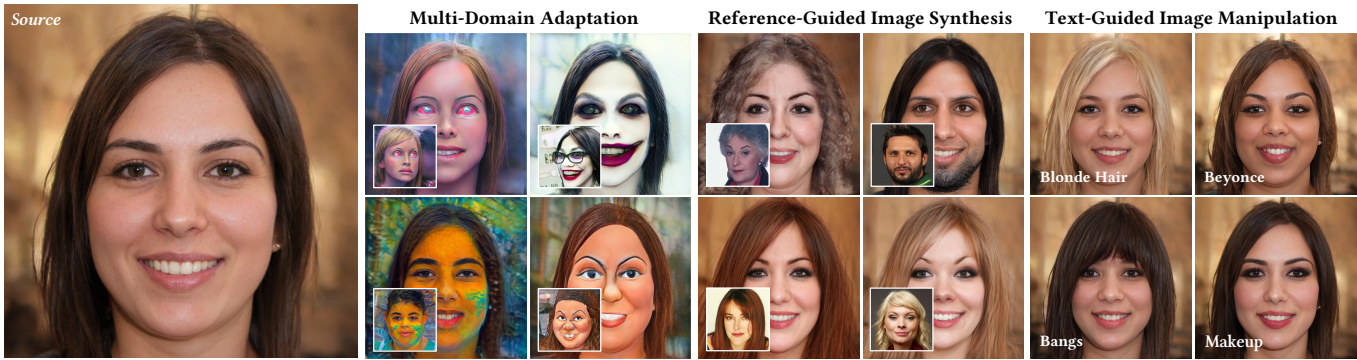 Source
Multi-Domain Adaptation
Reference-Guided Image Synthesis
Text-Guided Image Manipulation
Blonde Hair
Beyonce
Bangs
Makeup